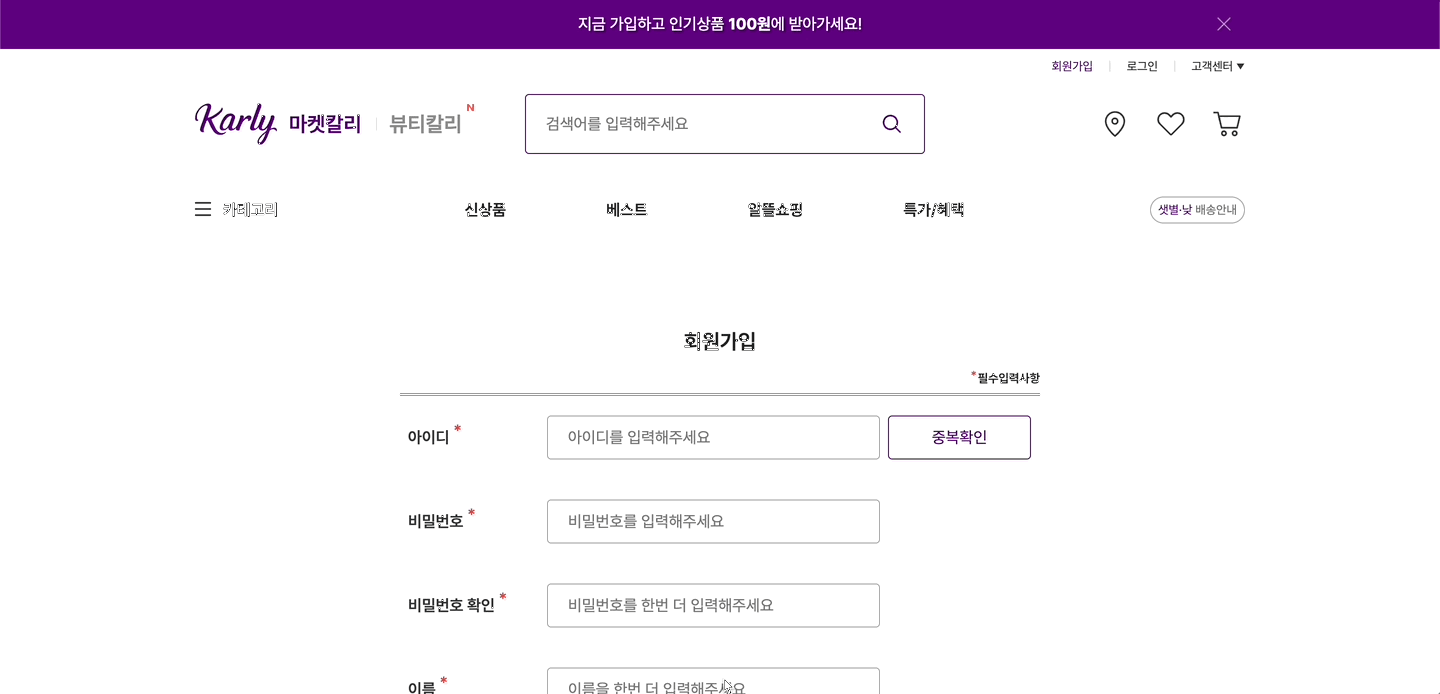 지금 가입하고 인기상품 100원에 받아가세요!
회원가입 로그인 고객센터
Karly 마켓칼리 뷰티칼리 N
검색어를 입력해주세요
카테고리 신상품 베스트 알뜰쇼핑 특가/혜택 샛별·낮 배송안내
회원가입
*필수입력사항
아이디 * 아이디를 입력해주세요 중복확인
비밀번호 * 비밀번호를 입력해주세요
비밀번호 확인 * 비밀번호를 한번 더 입력해주세요
이름 * 이름을 한번 더 입력해주세요